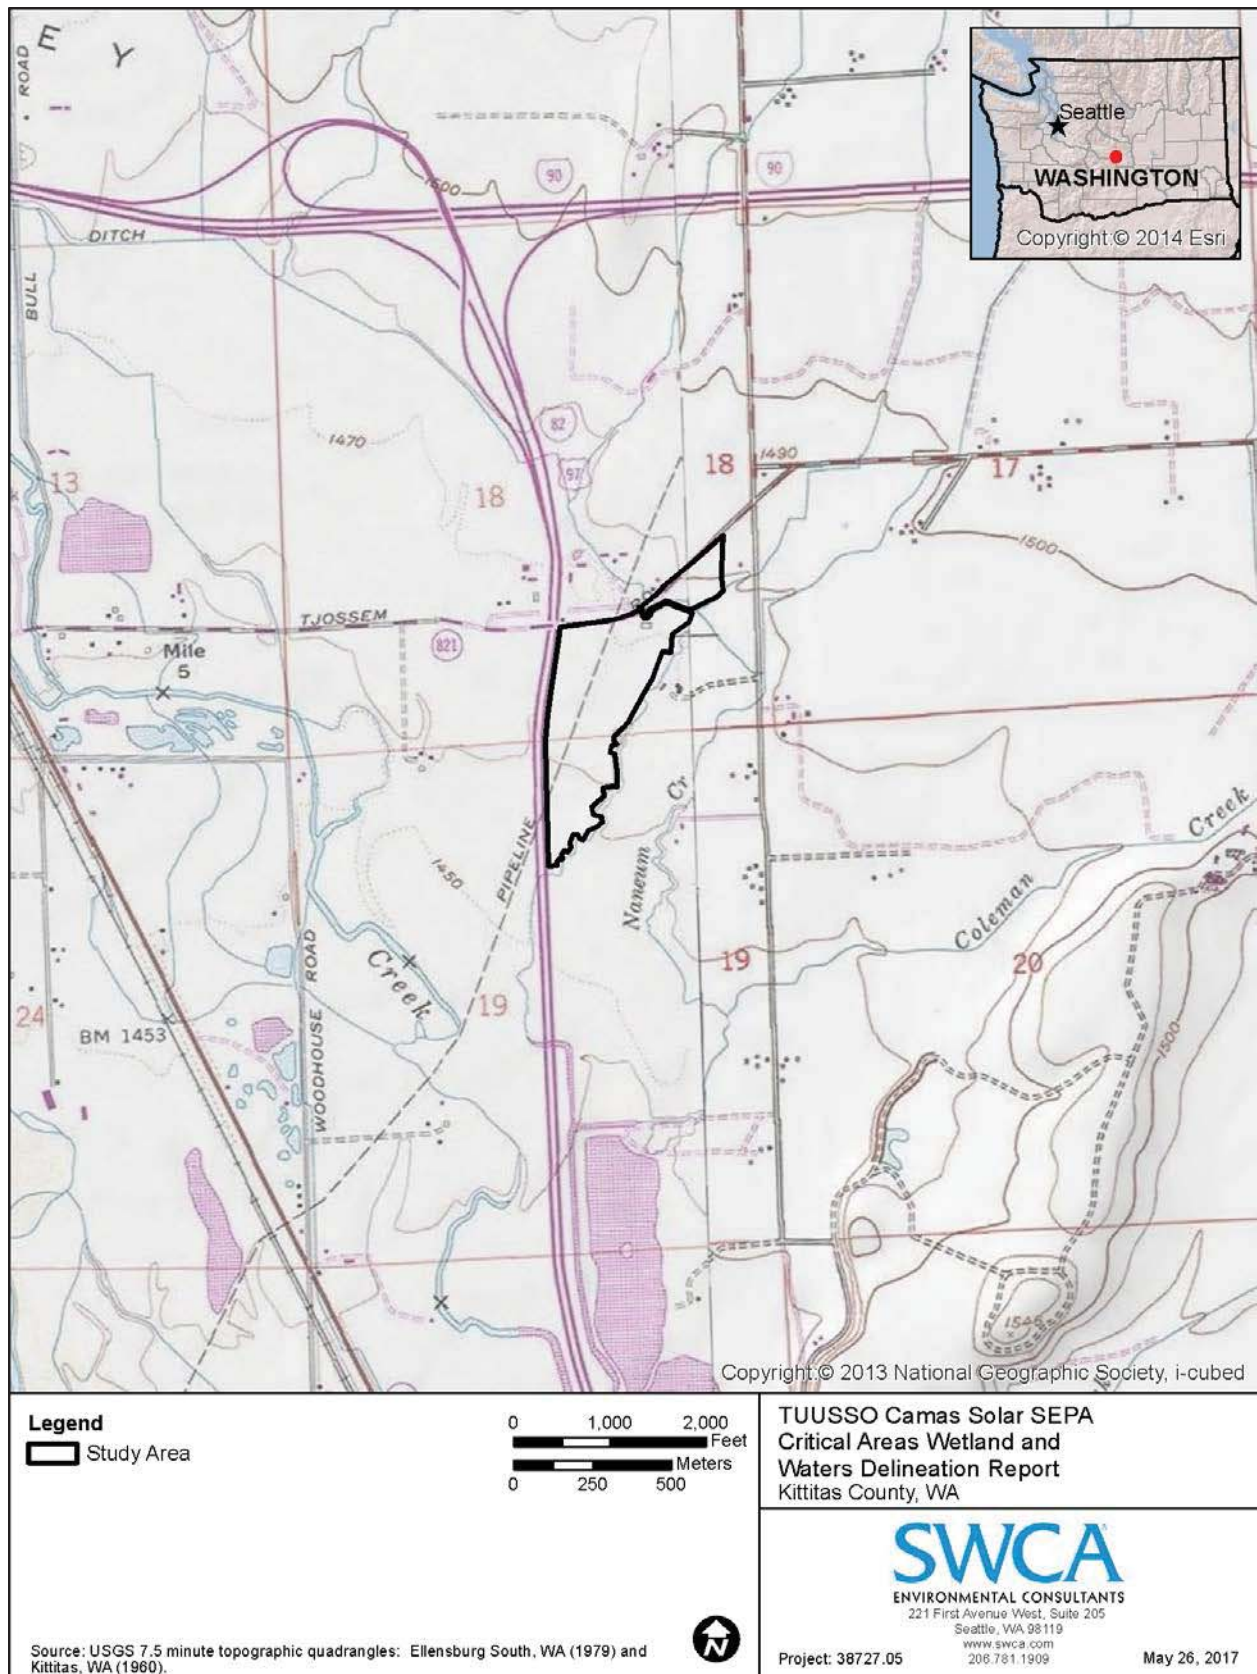 E Y
ROAD
Seattle
WASHINGTON
Copyright:© 2014 Esri
90
90
1500
DITCH
BULL
1470
82
97
18
1490
17
13
18
1500
TJOSSEM
821
Mile
5
Creek
Cr
Naneum
PIPELINE
1450
Coleman
Creek
19
20
1500
24
BM 1453
19
ROAD
WOODHOUSE
1546
Copyright:© 2013 National Geographic Society, i-cubed
Legend
Study Area
0 1,000 2,000
Feet
Meters
0 250 500
N
Source: USGS 7.5 minute topographic quadrangles: Ellensburg South, WA (1979) and
Kittitas, WA (1960).
TUUSSO Camas Solar SEPA
Critical Areas Wetland and
Waters Delineation Report
Kittitas County, WA
SWCA
ENVIRONMENTAL CONSULTANTS
221 First Avenue West, Suite 205
Seattle, WA 98119
www.swca.com
206.781.1909
Project: 38727.05
May 26, 2017